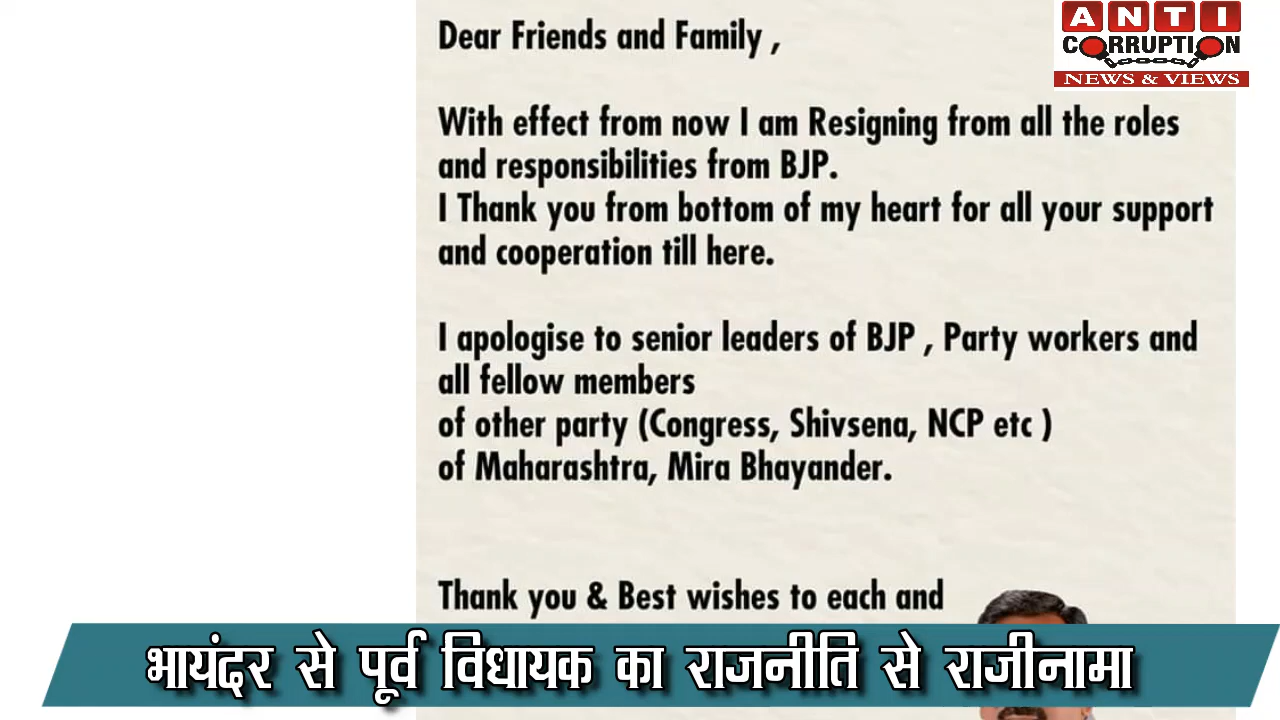 ANTI
CORRUPTION
NEWS & VIEWS
Dear Friends and Family ,
With effect from now I am Resigning from all the roles
and responsibilities from BJP.
I Thank you from bottom of my heart for all your support
and cooperation till here.
I apologise to senior leaders of BJP , Party workers and
all fellow members
of other party (Congress, Shivsena, NCP etc )
of Maharashtra, Mira Bhayander.
Thank you & Best wishes to each and
भायंदर से पूर्व विधायक का राजनीति से राजीनामा